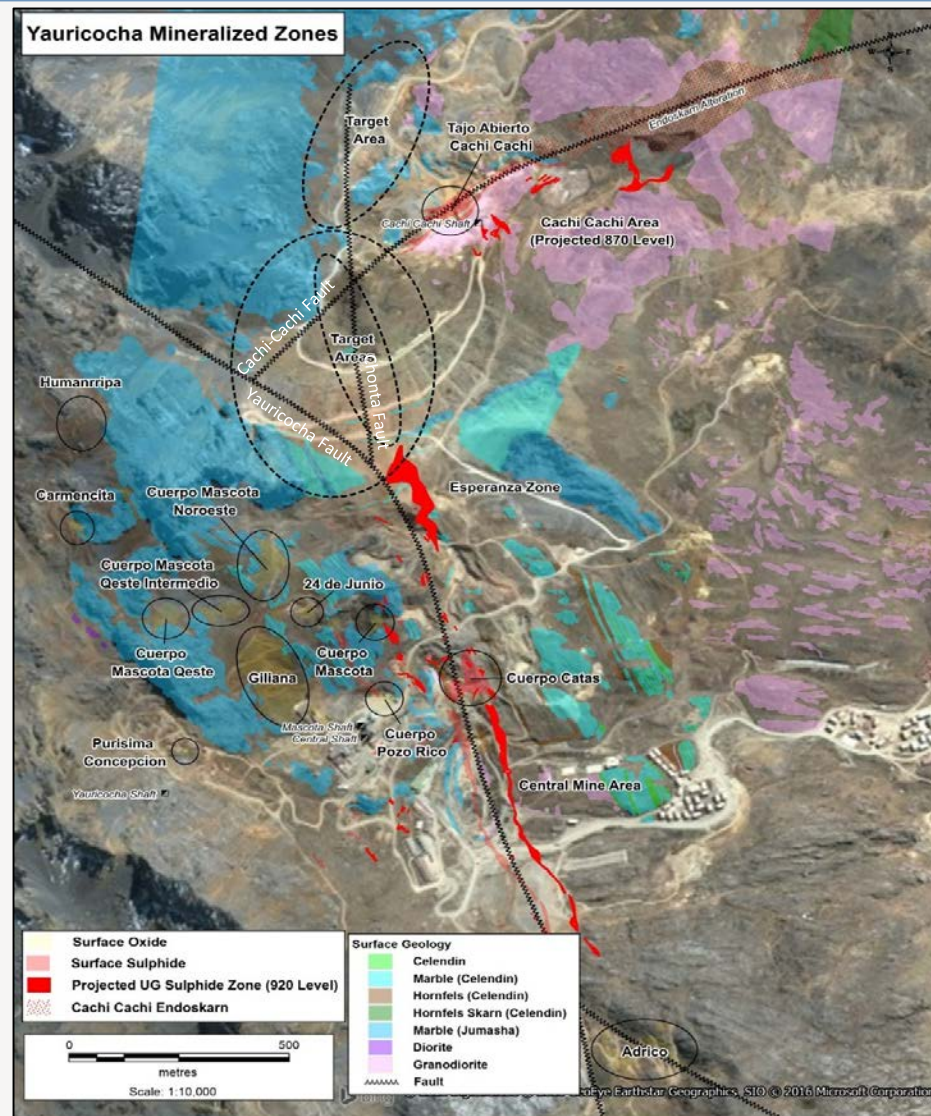 Yauricocha Mineralized Zones
Target
Area
Tajo Abierto
Cachi Cachi
Endoskarn Alteration
W
E
S
Cachi Cachi Shaft
Cachi Cachi Area
(Projected 870 Level)
Cachi-Cachi Fault
Target
Area
Chonta Fault
Yauricocha Fault
Humanrripa
Carmencita
Cuerpo Mascota
Noroeste
Esperanza Zone
Cuerpo Mascota
Qeste Intermedio
24 de Junio
Cuerpo
Mascota Qeste
Giliana
Cuerpo
Mascota
Cuerpo Catas
Mascota Shaft
Central Shaft
Cuerpo
Pozo Rico
Purisima
Concepcion
Yauricocha Shaft
Central Mine Area
Surface Oxide
Surface Sulphide
Projected UG Sulphide Zone (920 Level)
Cachi Cachi Endoskarn
Surface Geology
Celendin
Marble (Celendin)
Hornfels (Celendin)
Hornfels Skarn (Celendin)
Marble (Jumasha)
Diorite
Granodiorite
Fault
0 500
metres
Scale: 1:10,000
Adrico
Earthstar Geographics, SIO © 2016 Microsoft Corporation